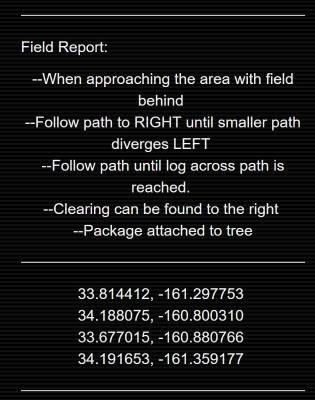 Field Report:
--When approaching the area with field
behind
--Follow path to RIGHT until smaller path
diverges LEFT
--Follow path until log across path is
reached.
--Clearing can be found to the right
--Package attached to tree
33.814412, -161.297753
34.188075, -160.800310
33.677015, -160.880766
34.191653, -161.359177